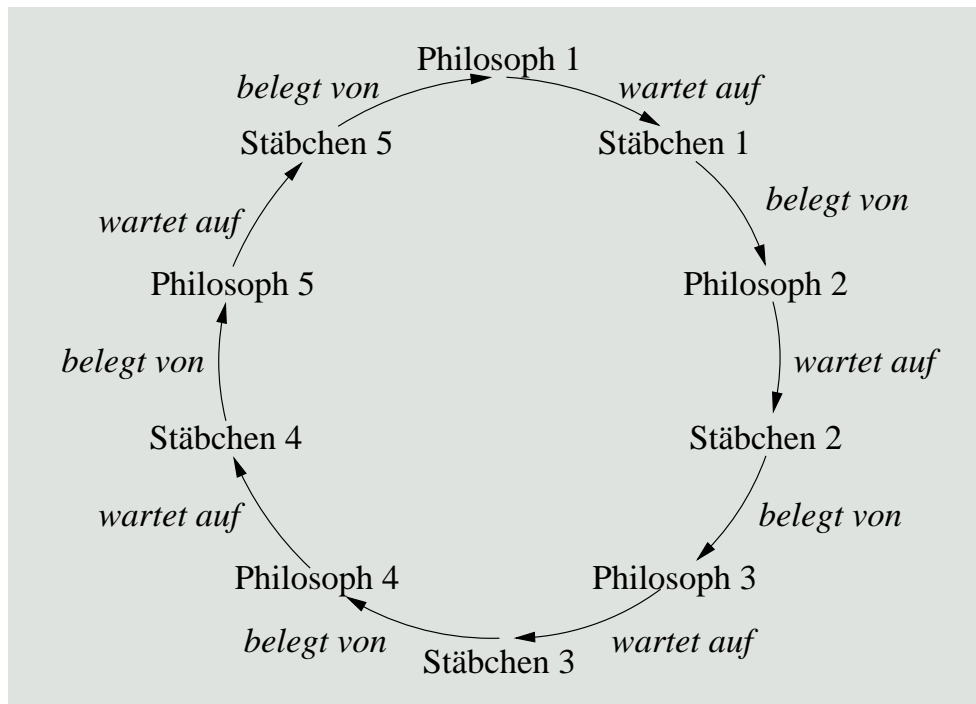 Philosoph 1
belegt von
wartet auf
Stäbchen 5
Stäbchen 1
belegt von
wartet auf
Philosoph 5
Philosoph 2
belegt von
wartet auf
Stäbchen 4
Stäbchen 2
wartet auf
belegt von
Philosoph 4
Philosoph 3
belegt von
wartet auf
Stäbchen 3